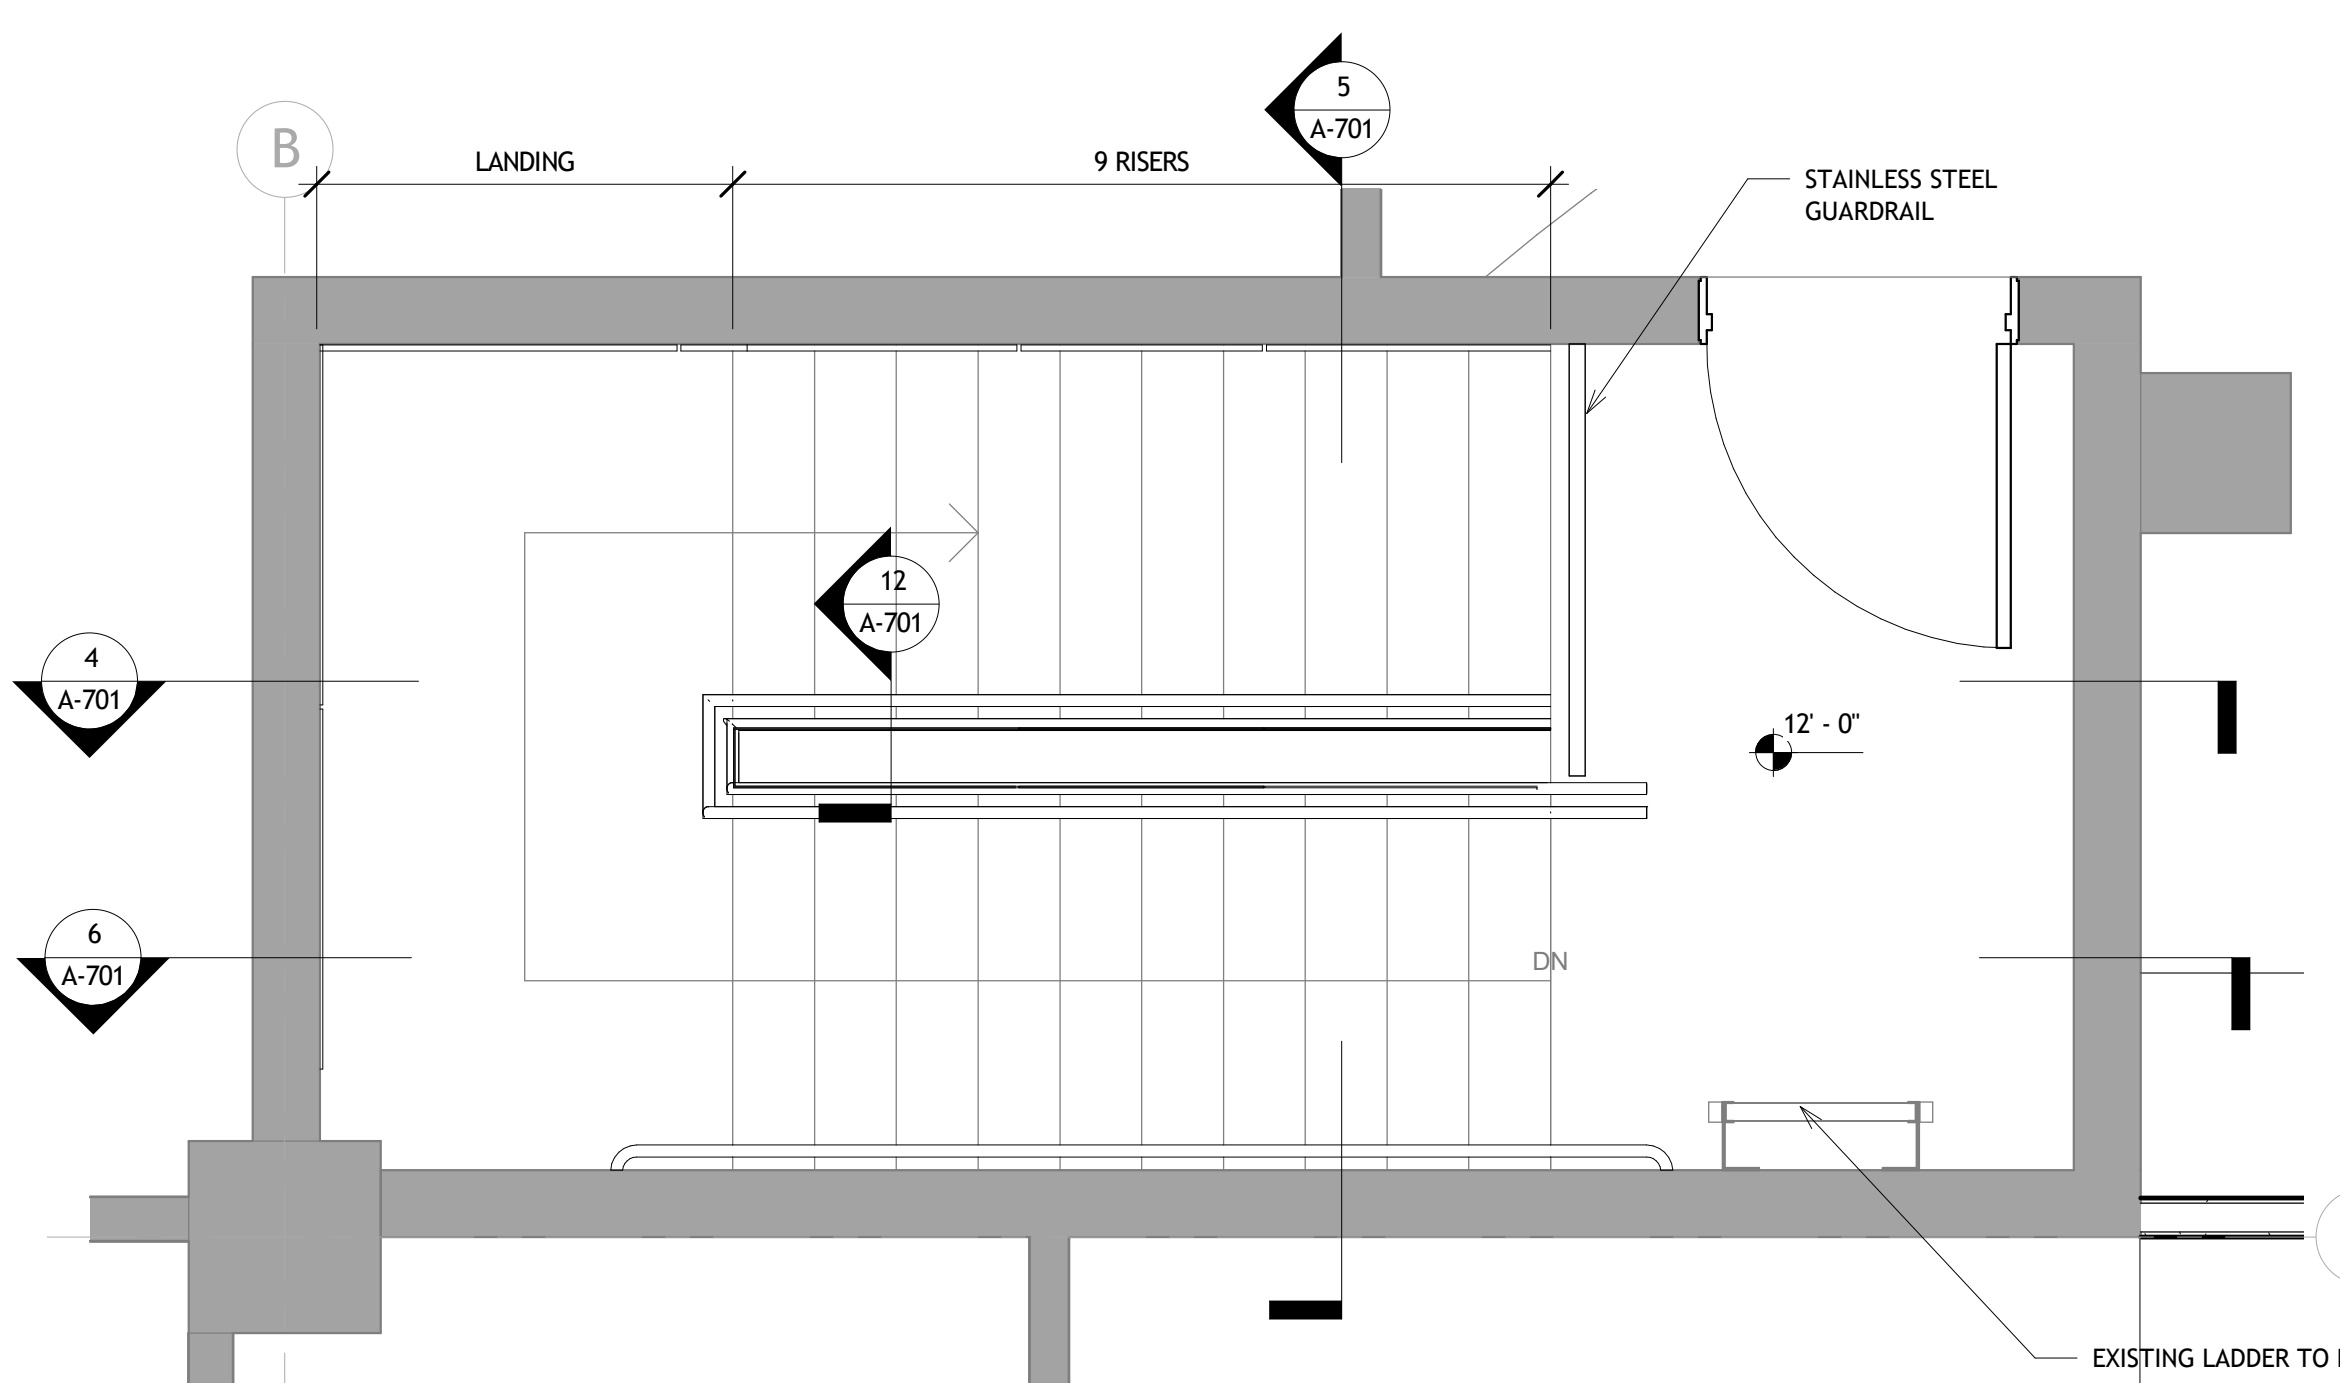 5
A-701
B
LANDING
9 RISERS
STAINLESS STEEL
GUARDRAIL
12
A-701
4
A-701
12' - 0"
6
A-701
DN
EXISTING LADDER TO